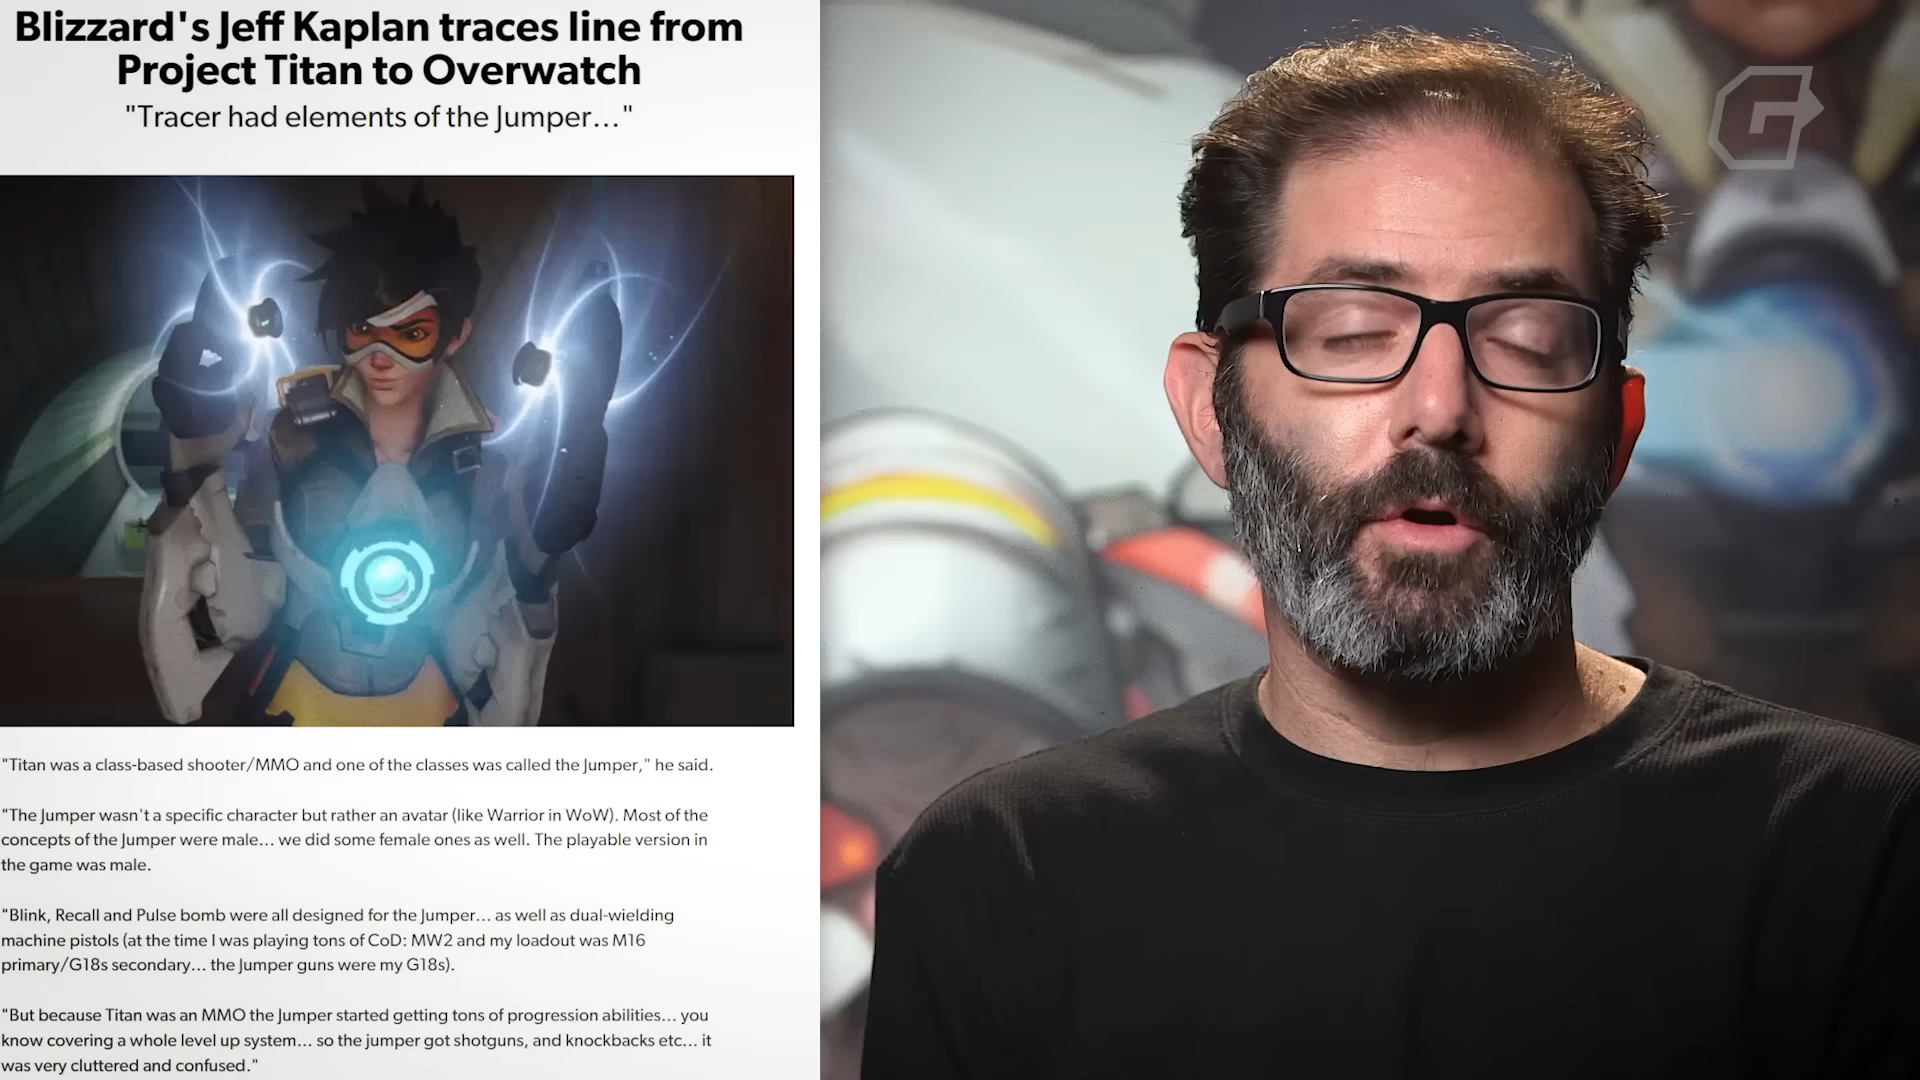 Blizzard's Jeff Kaplan traces line from
Project Titan to Overwatch
"Tracer had elements of the Jumper..."
"Titan was a class-based shooter/MMO and one of the classes was called the Jumper," he said.
"The Jumper wasn't a specific character but rather an avatar (like Warrior in WoW). Most of the
concepts of the Jumper were male... we did some female ones as well. The playable version in
the game was male.
"Blink, Recall and Pulse bomb were all designed for the Jumper... as well as dual-wielding
machine pistols (at the time I was playing tons of CoD: MW2 and my loadout was M16
primary/G18s secondary... the Jumper guns were my G18s).
"But because Titan was an MMO the Jumper started getting tons of progression abilities... you
know covering a whole level up system... so the jumper got shotguns, and knockbacks etc... it
was very cluttered and confused."